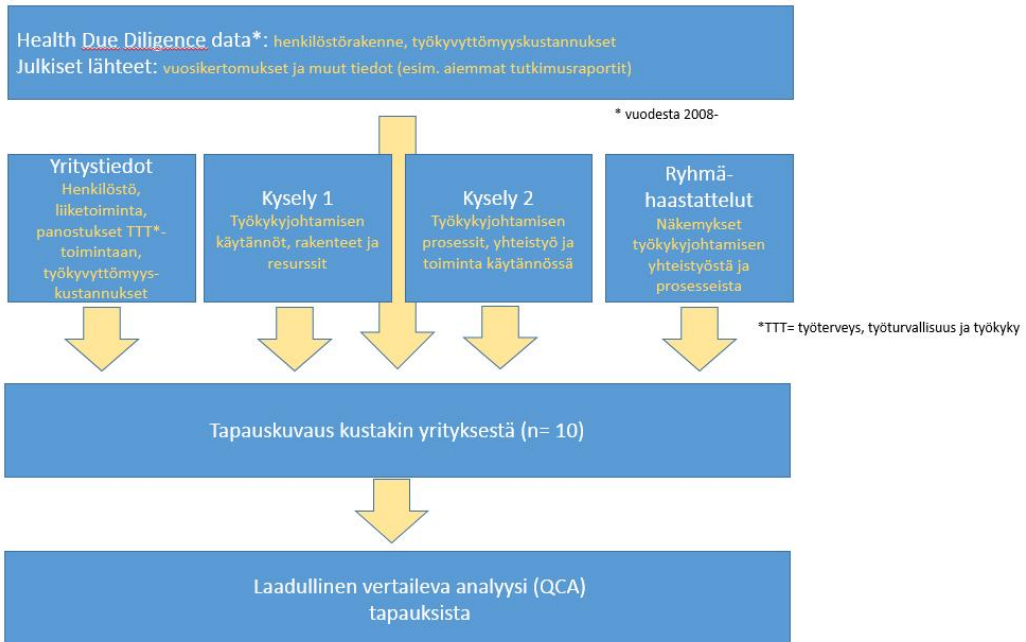 Health Due Diligence data*: henkilöstörakenne, työkyvyttömyyskustannukset
Julkiset lähteet: vuosikertomukset ja muut tiedot (esim. aiemmat tutkimusraportit)
* vuodesta 2008-
Yritystiedot
Henkilöstö,
liiketoiminta,
panostukset TTT*-
toimintaan,
työkyvyttömyys-
kustannukset
Kysely 1
Työkykyjohtamisen
käytännöt, rakenteet ja
resurssit
Kysely 2
Työkykyjohtamisen
prosessit, yhteistyö ja
toiminta käytännössä
Ryhmä-
haastattelut
Näkemykset
työkykyjohtamisen
yhteistyöstä ja
prosesseista
*TTT= työterveys, työturvallisuus ja työkyky
Tapauskuvaus kustakin yrityksestä (n= 10)
Laadullinen vertaileva analyysi (QCA)
tapauksista